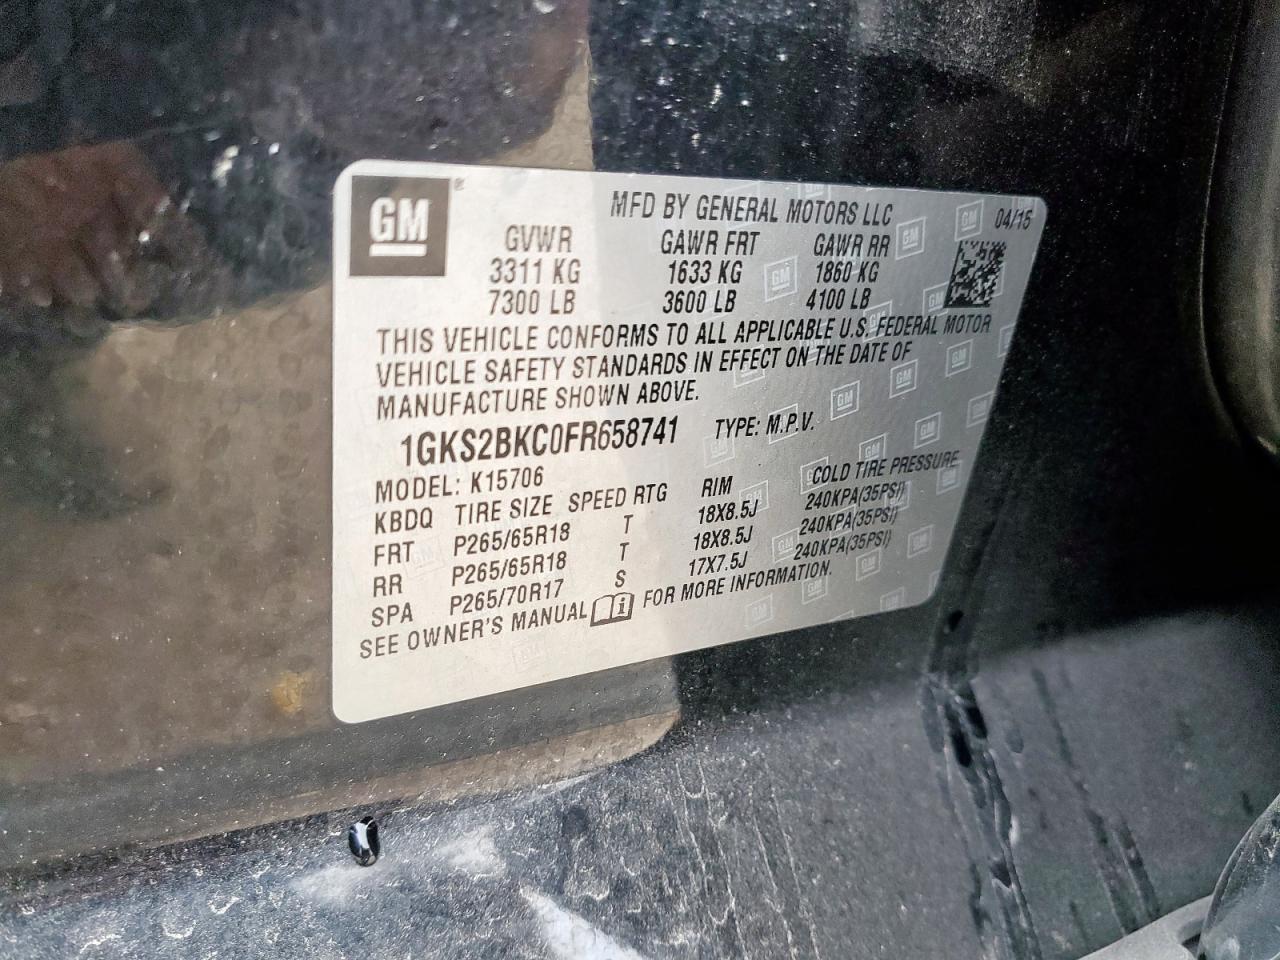 GM®
MFD BY GENERAL MOTORS LLC 04/15
GVWR GAWR FRT GAWR RR
3311 KG 1633 KG 1860 KG
7300 LB 3600 LB 4100 LB
THIS VEHICLE CONFORMS TO ALL APPLICABLE U.S. FEDERAL MOTOR
VEHICLE SAFETY STANDARDS IN EFFECT ON THE DATE OF
MANUFACTURE SHOWN ABOVE.
1GKS2BKC0FR658741 TYPE: M.P.V.
MODEL: K15706
KBDQ TIRE SIZE SPEED RTG RIM COLD TIRE PRESSURE
FRT P265/65R18 T 18X8.5J 240KPA(35PSI)
RR P265/65R18 T 18X8.5J 240KPA(35PSI)
SPA P265/70R17 S 17X7.5J 240KPA(35PSI)
SEE OWNER'S MANUAL FOR MORE INFORMATION.